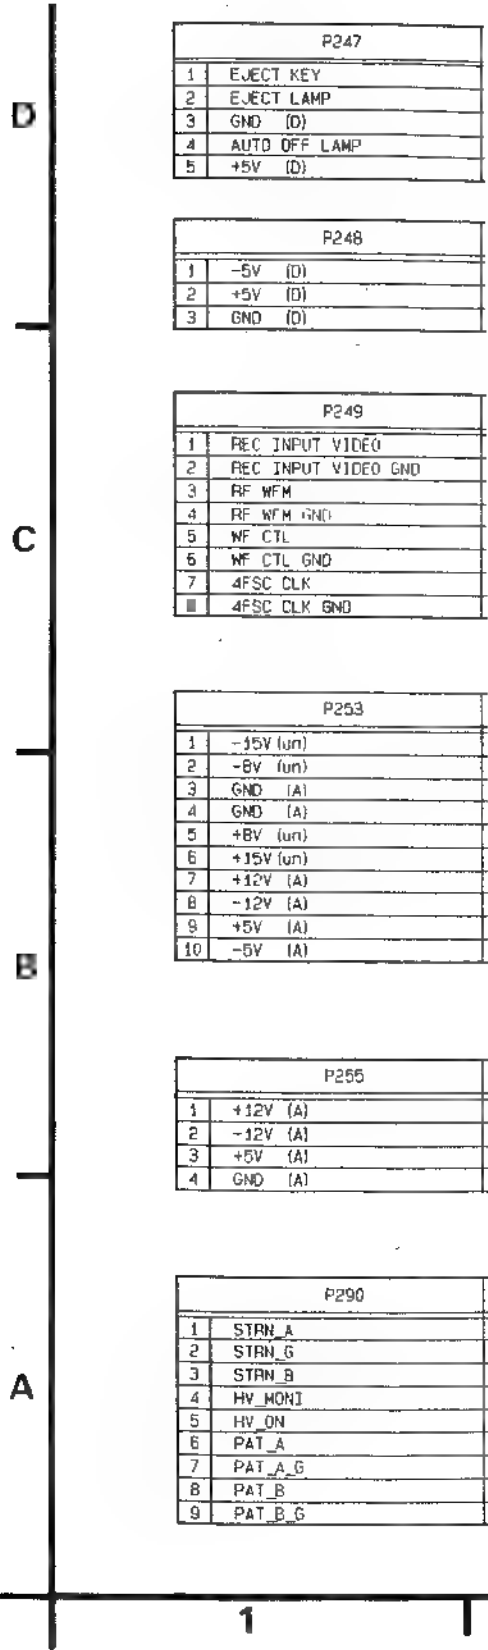 D
P247
1 EJECT KEY
2 EJECT LAMP
3 GND (D)
4 AUTO OFF LAMP
5 +5V (D)
P248
1 -5V (D)
2 +5V (D)
3 GND (D)
P249
1 REC INPUT VIDEO
2 REC INPUT VIDEO GND
3 RF WFM
4 RF WFM GND
5 WF CTL
6 WF CTL GND
7 4FSC CLK
4FSC CLK GND
C
P253
1 -15V (un)
2 -8V (un)
3 GND (A)
4 GND (A)
5 +8V (un)
6 +15V (un)
7 +12V (A)
8 -12V (A)
9 +5V (A)
10 -5V (A)
B
P255
1 +12V (A)
2 -12V (A)
3 +5V (A)
4 GND (A)
P290
1 STRN_A
2 STRN_G
3 STRN_B
4 HV_MONI
5 HV_ON
6 PAT_A
7 PAT_A_G
8 PAT_B
9 PAT_B_G
A
1